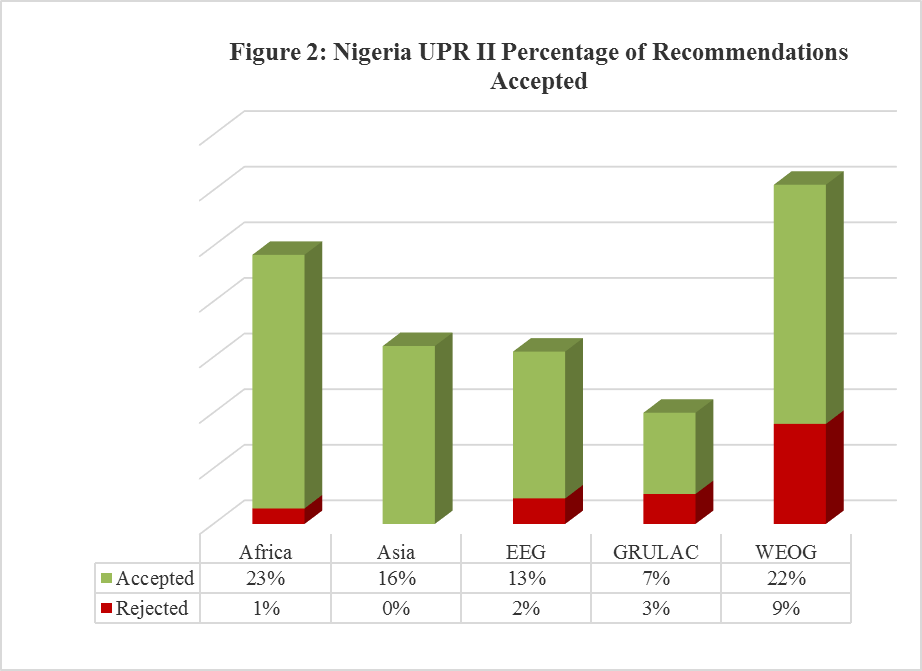 Figure 2: Nigeria UPR II Percentage of Recommendations
Accepted
Africa Asia EEG GRULAC WEOG
Accepted 23% 16% 13% 7% 22%
Rejected 1% 0% 2% 3% 9%